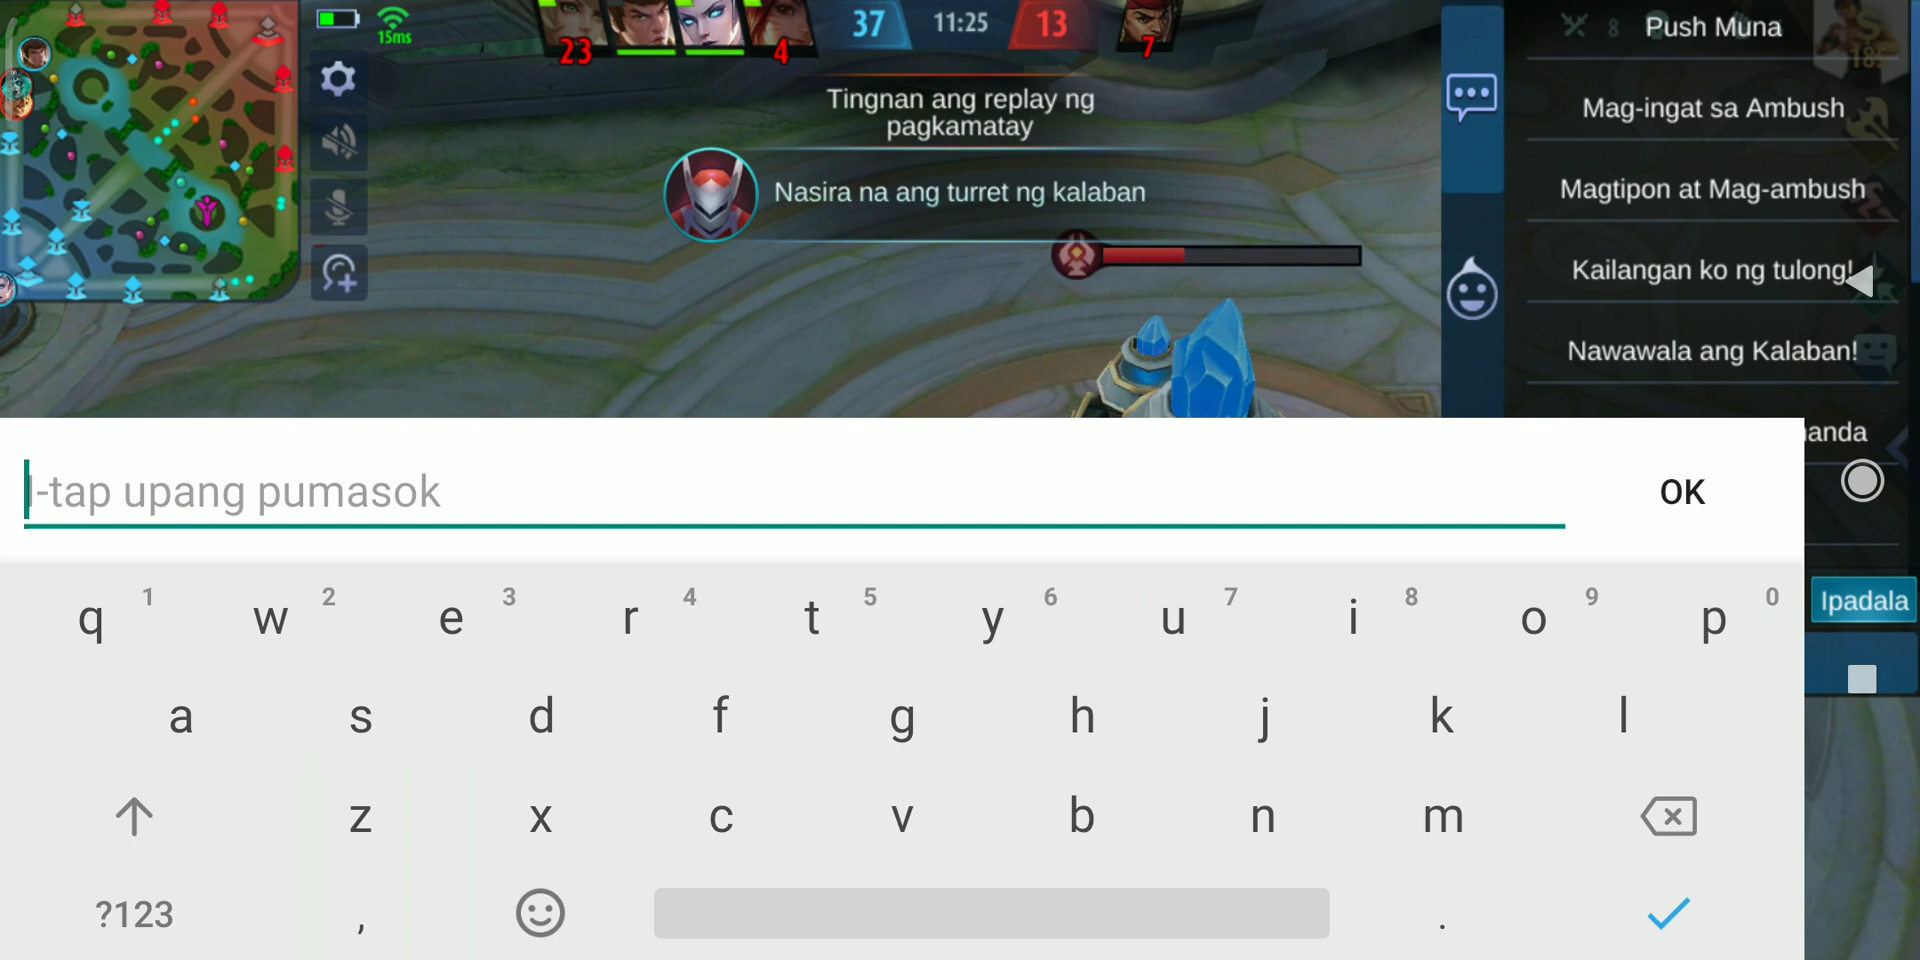 15ms
23
4
37
11:25
13
7
Tingnan ang replay ng
pagkamatay
Nasira na ang turret ng kalaban
8
Push Muna
Mag-ingat sa Ambush
Magtipon at Mag-ambush
Kailangan ko ng tulong!
Nawawala ang Kalaban!
I-tap upang pumasok
OK
Ipadala
q 1 w 2 e 3 r 4 t 5 y 6 u 7 i 8 o 9 p 0
a s d f g h j k l
z x c v b n m
?123 , .